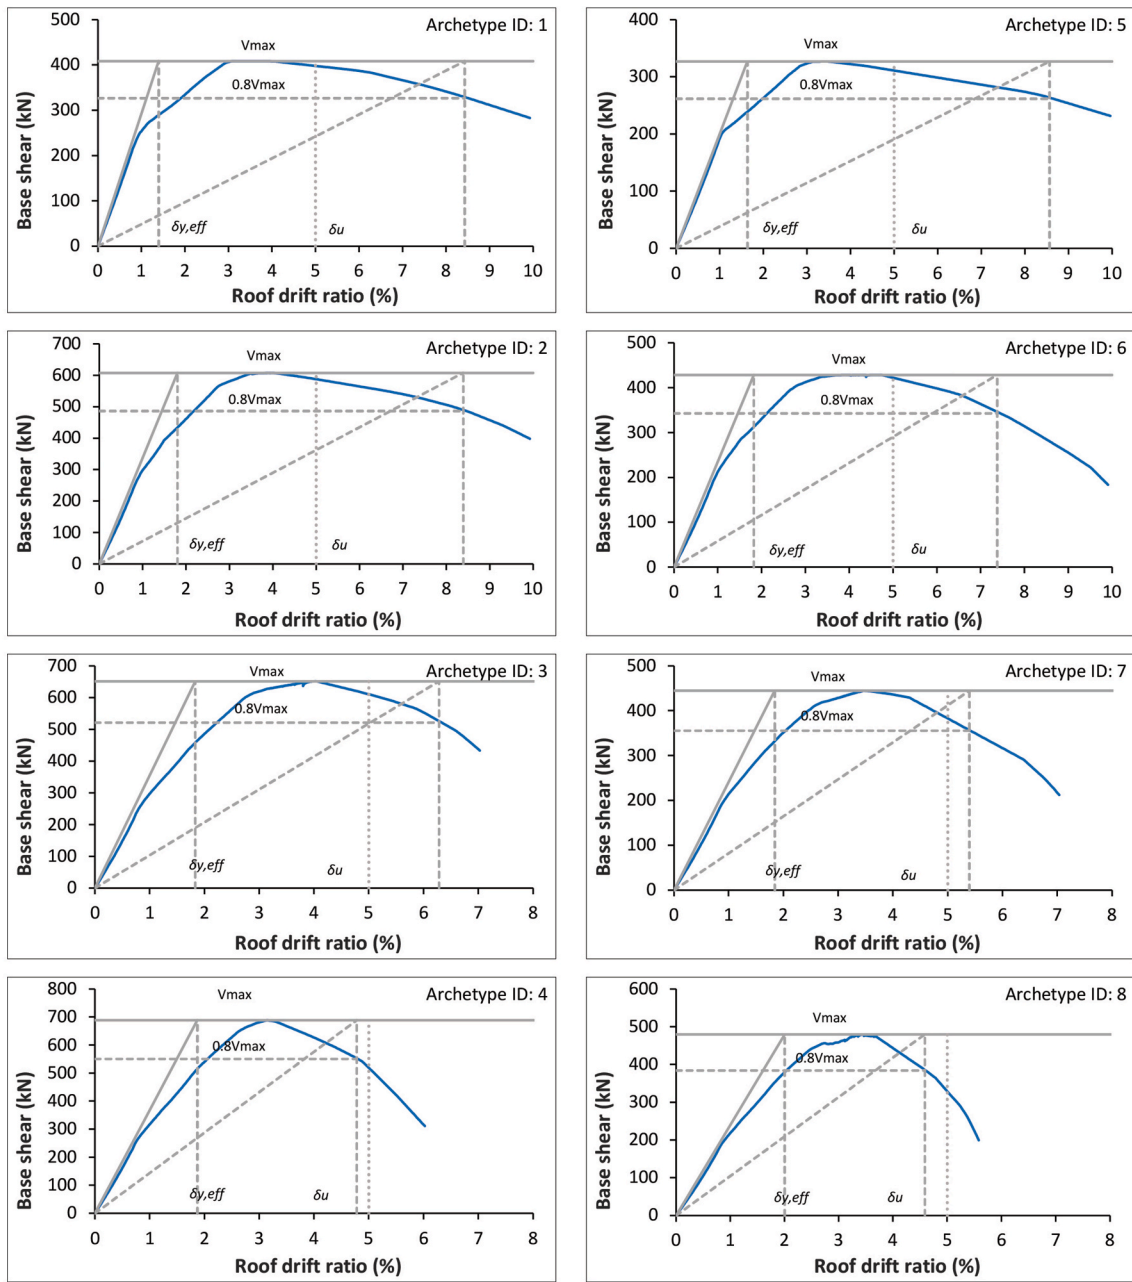 Archetype ID: 1
Vmax
0.8Vmax
δy,eff
δu
Base shear (kN)
500
400
300
200
100
0
0 1 2 3 4 5 6 7 8 9 10
Roof drift ratio (%)
Archetype ID: 5
Vmax
0.8Vmax
δy,eff
δu
Base shear (kN)
400
300
200
100
0
0 1 2 3 4 5 6 7 8 9 10
Roof drift ratio (%)
Archetype ID: 2
Vmax
0.8Vmax
δy,eff
δu
Base shear (kN)
700
600
500
400
300
200
100
0
0 1 2 3 4 5 6 7 8 9 10
Roof drift ratio (%)
Archetype ID: 6
Vmax
0.8Vmax
δy,eff
δu
Base shear (kN)
500
400
300
200
100
0
0 1 2 3 4 5 6 7 8 9 10
Roof drift ratio (%)
Archetype ID: 3
Vmax
0.8Vmax
δy,eff
δu
Base shear (kN)
700
600
500
400
300
200
100
0
0 1 2 3 4 5 6 7 8
Roof drift ratio (%)
Archetype ID: 7
Vmax
0.8Vmax
δy,eff
δu
Base shear (kN)
500
400
300
200
100
0
0 1 2 3 4 5 6 7 8
Roof drift ratio (%)
Archetype ID: 4
Vmax
0.8Vmax
δy,eff
δu
Base shear (kN)
800
700
600
500
400
300
200
100
0
0 1 2 3 4 5 6 7 8
Roof drift ratio (%)
Archetype ID: 8
Vmax
0.8Vmax
δy,eff
δu
Base shear (kN)
600
500
400
300
200
100
0
0 1 2 3 4 5 6 7 8
Roof drift ratio (%)